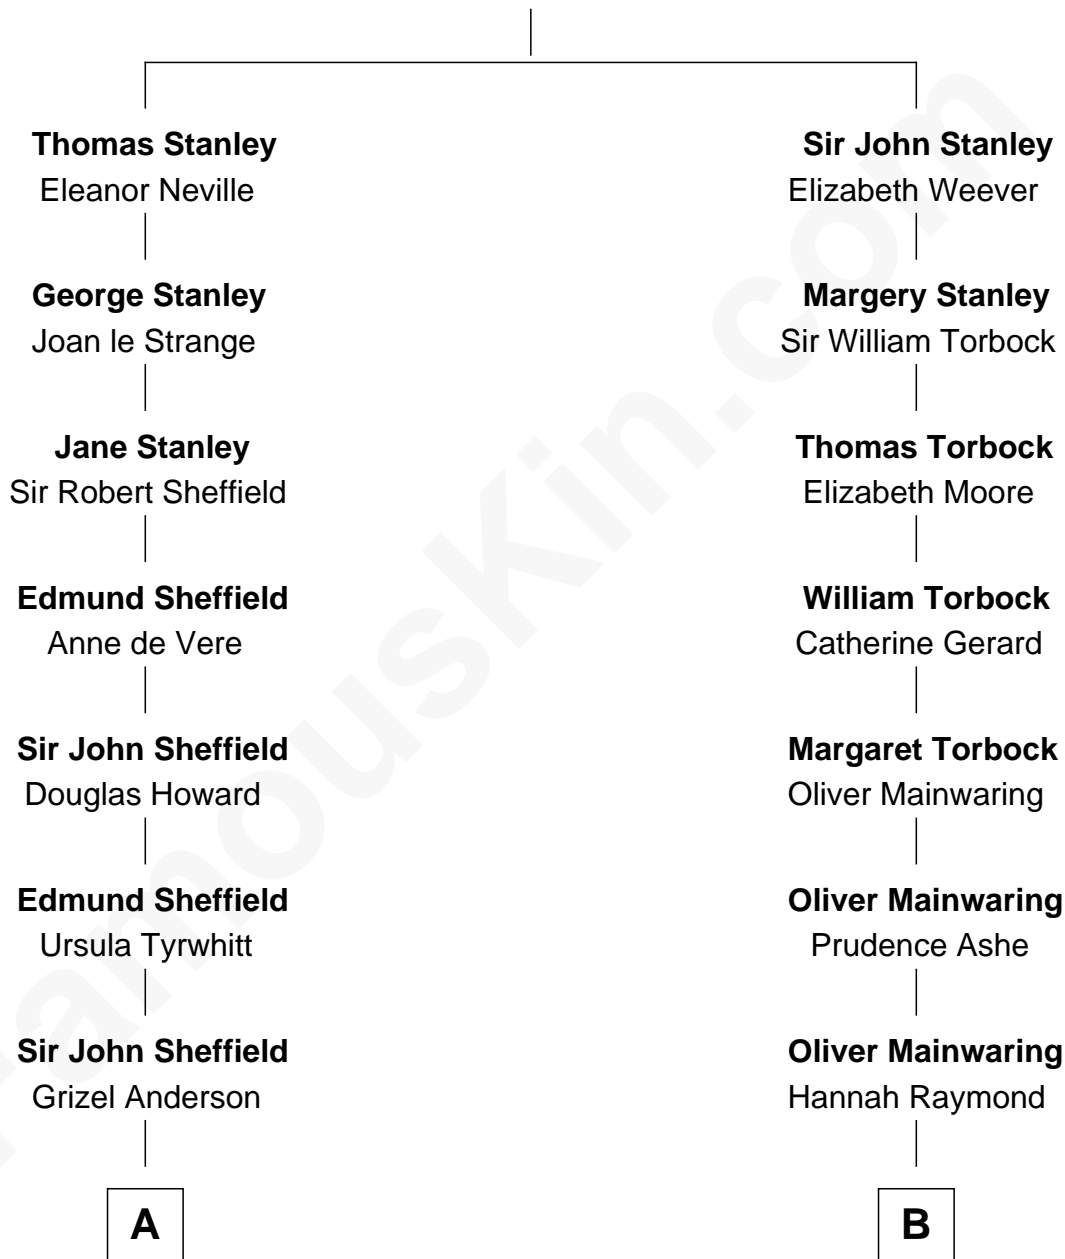 Thomas Stanley
Eleanor Neville
George Stanley
Joan le Strange
Jane Stanley
Sir Robert Sheffield
Edmund Sheffield
Anne de Vere
Sir John Sheffield
Douglas Howard
Edmund Sheffield
Ursula Tyrwhitt
Sir John Sheffield
Grizel Anderson
A
Sir John Stanley
Elizabeth Weever
Margery Stanley
Sir William Torbock
Thomas Torbock
Elizabeth Moore
William Torbock
Catherine Gerard
Margaret Torbock
Oliver Mainwaring
Oliver Mainwaring
Prudence Ashe
Oliver Mainwaring
Hannah Raymond
B
FamousKin.com